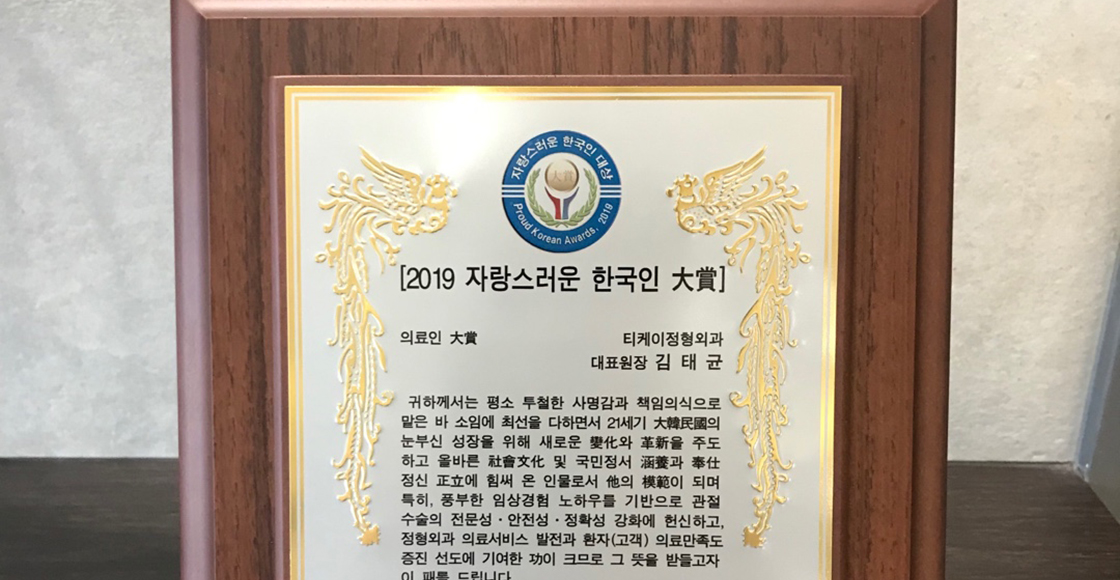 자랑스러운 한국인 대상
大賞
Proud Korean Awards, 2019
[2019 자랑스러운 한국인 大賞]
의료인 大賞
티케이정형외과
대표원장 김 태 균
귀하께서는 평소 투철한 사명감과 책임의식으로
맡은 바 소임에 최선을 다하면서 21세기 大韓民國의
눈부신 성장을 위해 새로운 變化와 革新을 주도
하고 올바른 社會文化 및 국민정서 涵養과 奉仕
정신 正立에 힘써 온 인물로서 他의 模範이 되며
특히, 풍부한 임상경험 노하우를 기반으로 관절
수술의 전문성·안전성·정확성 강화에 헌신하고,
정형외과 의료서비스 발전과 환자(고객) 의료만족도
증진 선도에 기여한 功이 크므로 그 뜻을 받들고자
이 패를 드립니다.